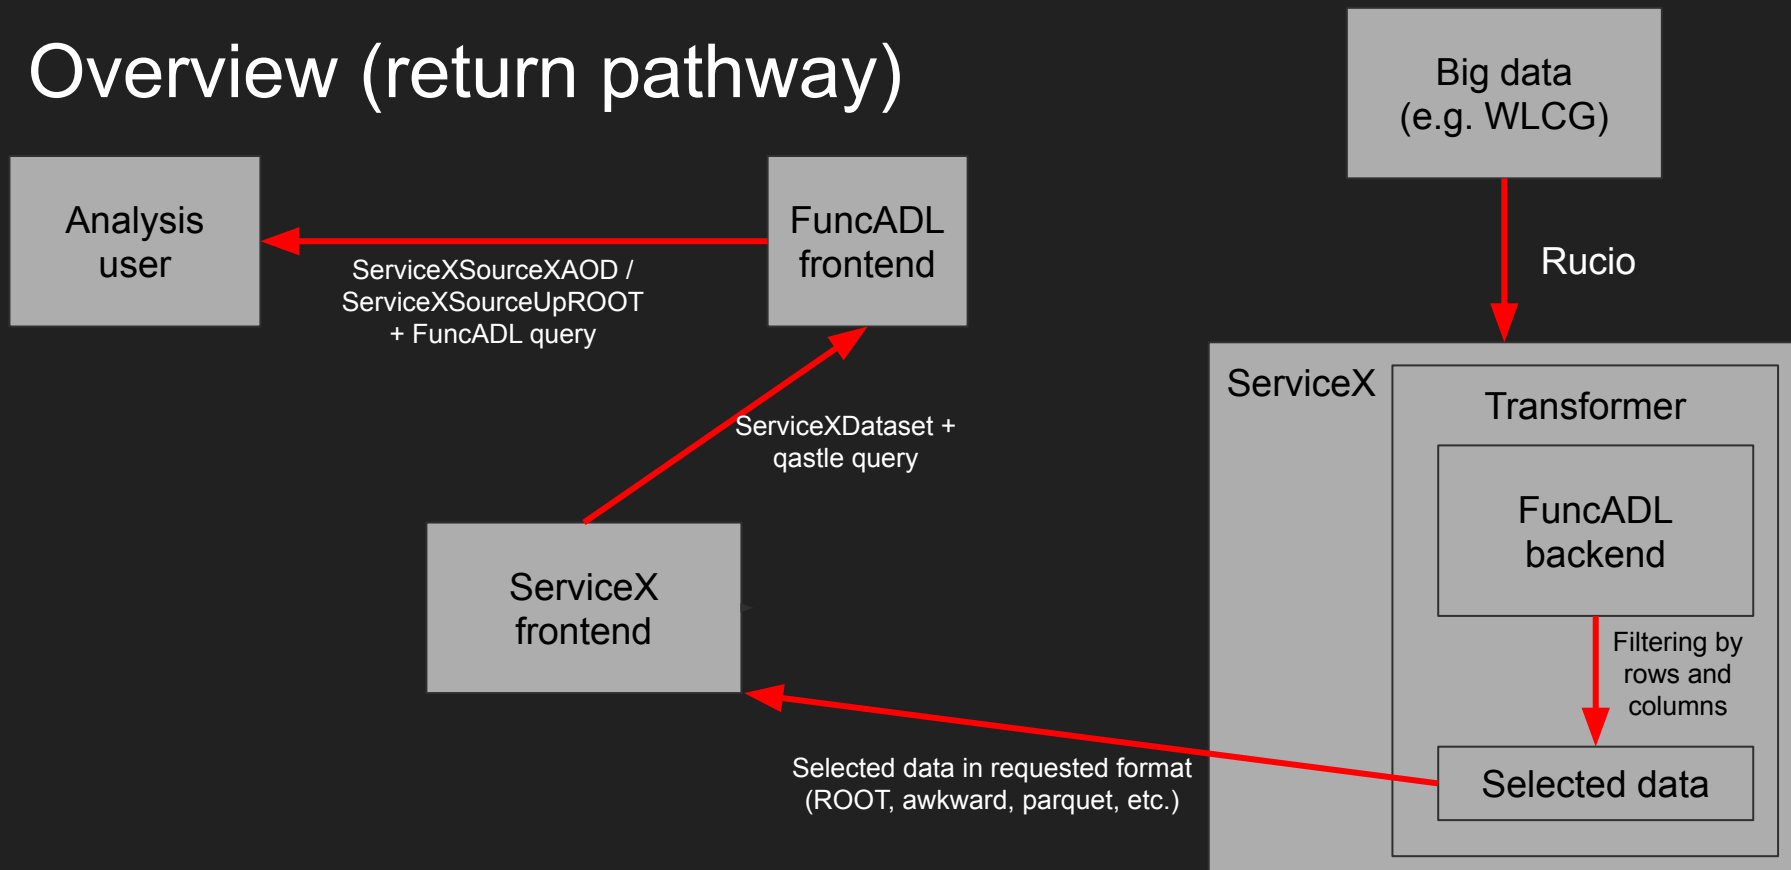 Overview (return pathway)
Big data
(e.g. WLCG)
Analysis
user
FuncADL
frontend
ServiceXSourceXAOD /
ServiceXSourceUpROOT
+ FuncADL query
Rucio
ServiceX
Transformer
ServiceXDataset +
qastle query
FuncADL
backend
ServiceX
frontend
Filtering by
rows and
columns
Selected data in requested format
(ROOT, awkward, parquet, etc.)
Selected data